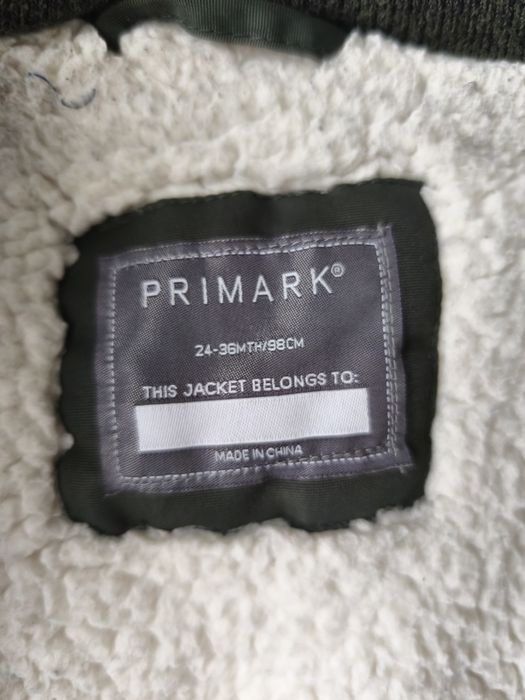 PRIMARK®
24-36MTH/98CM
THIS JACKET BELONGS TO:
MADE IN CHINA